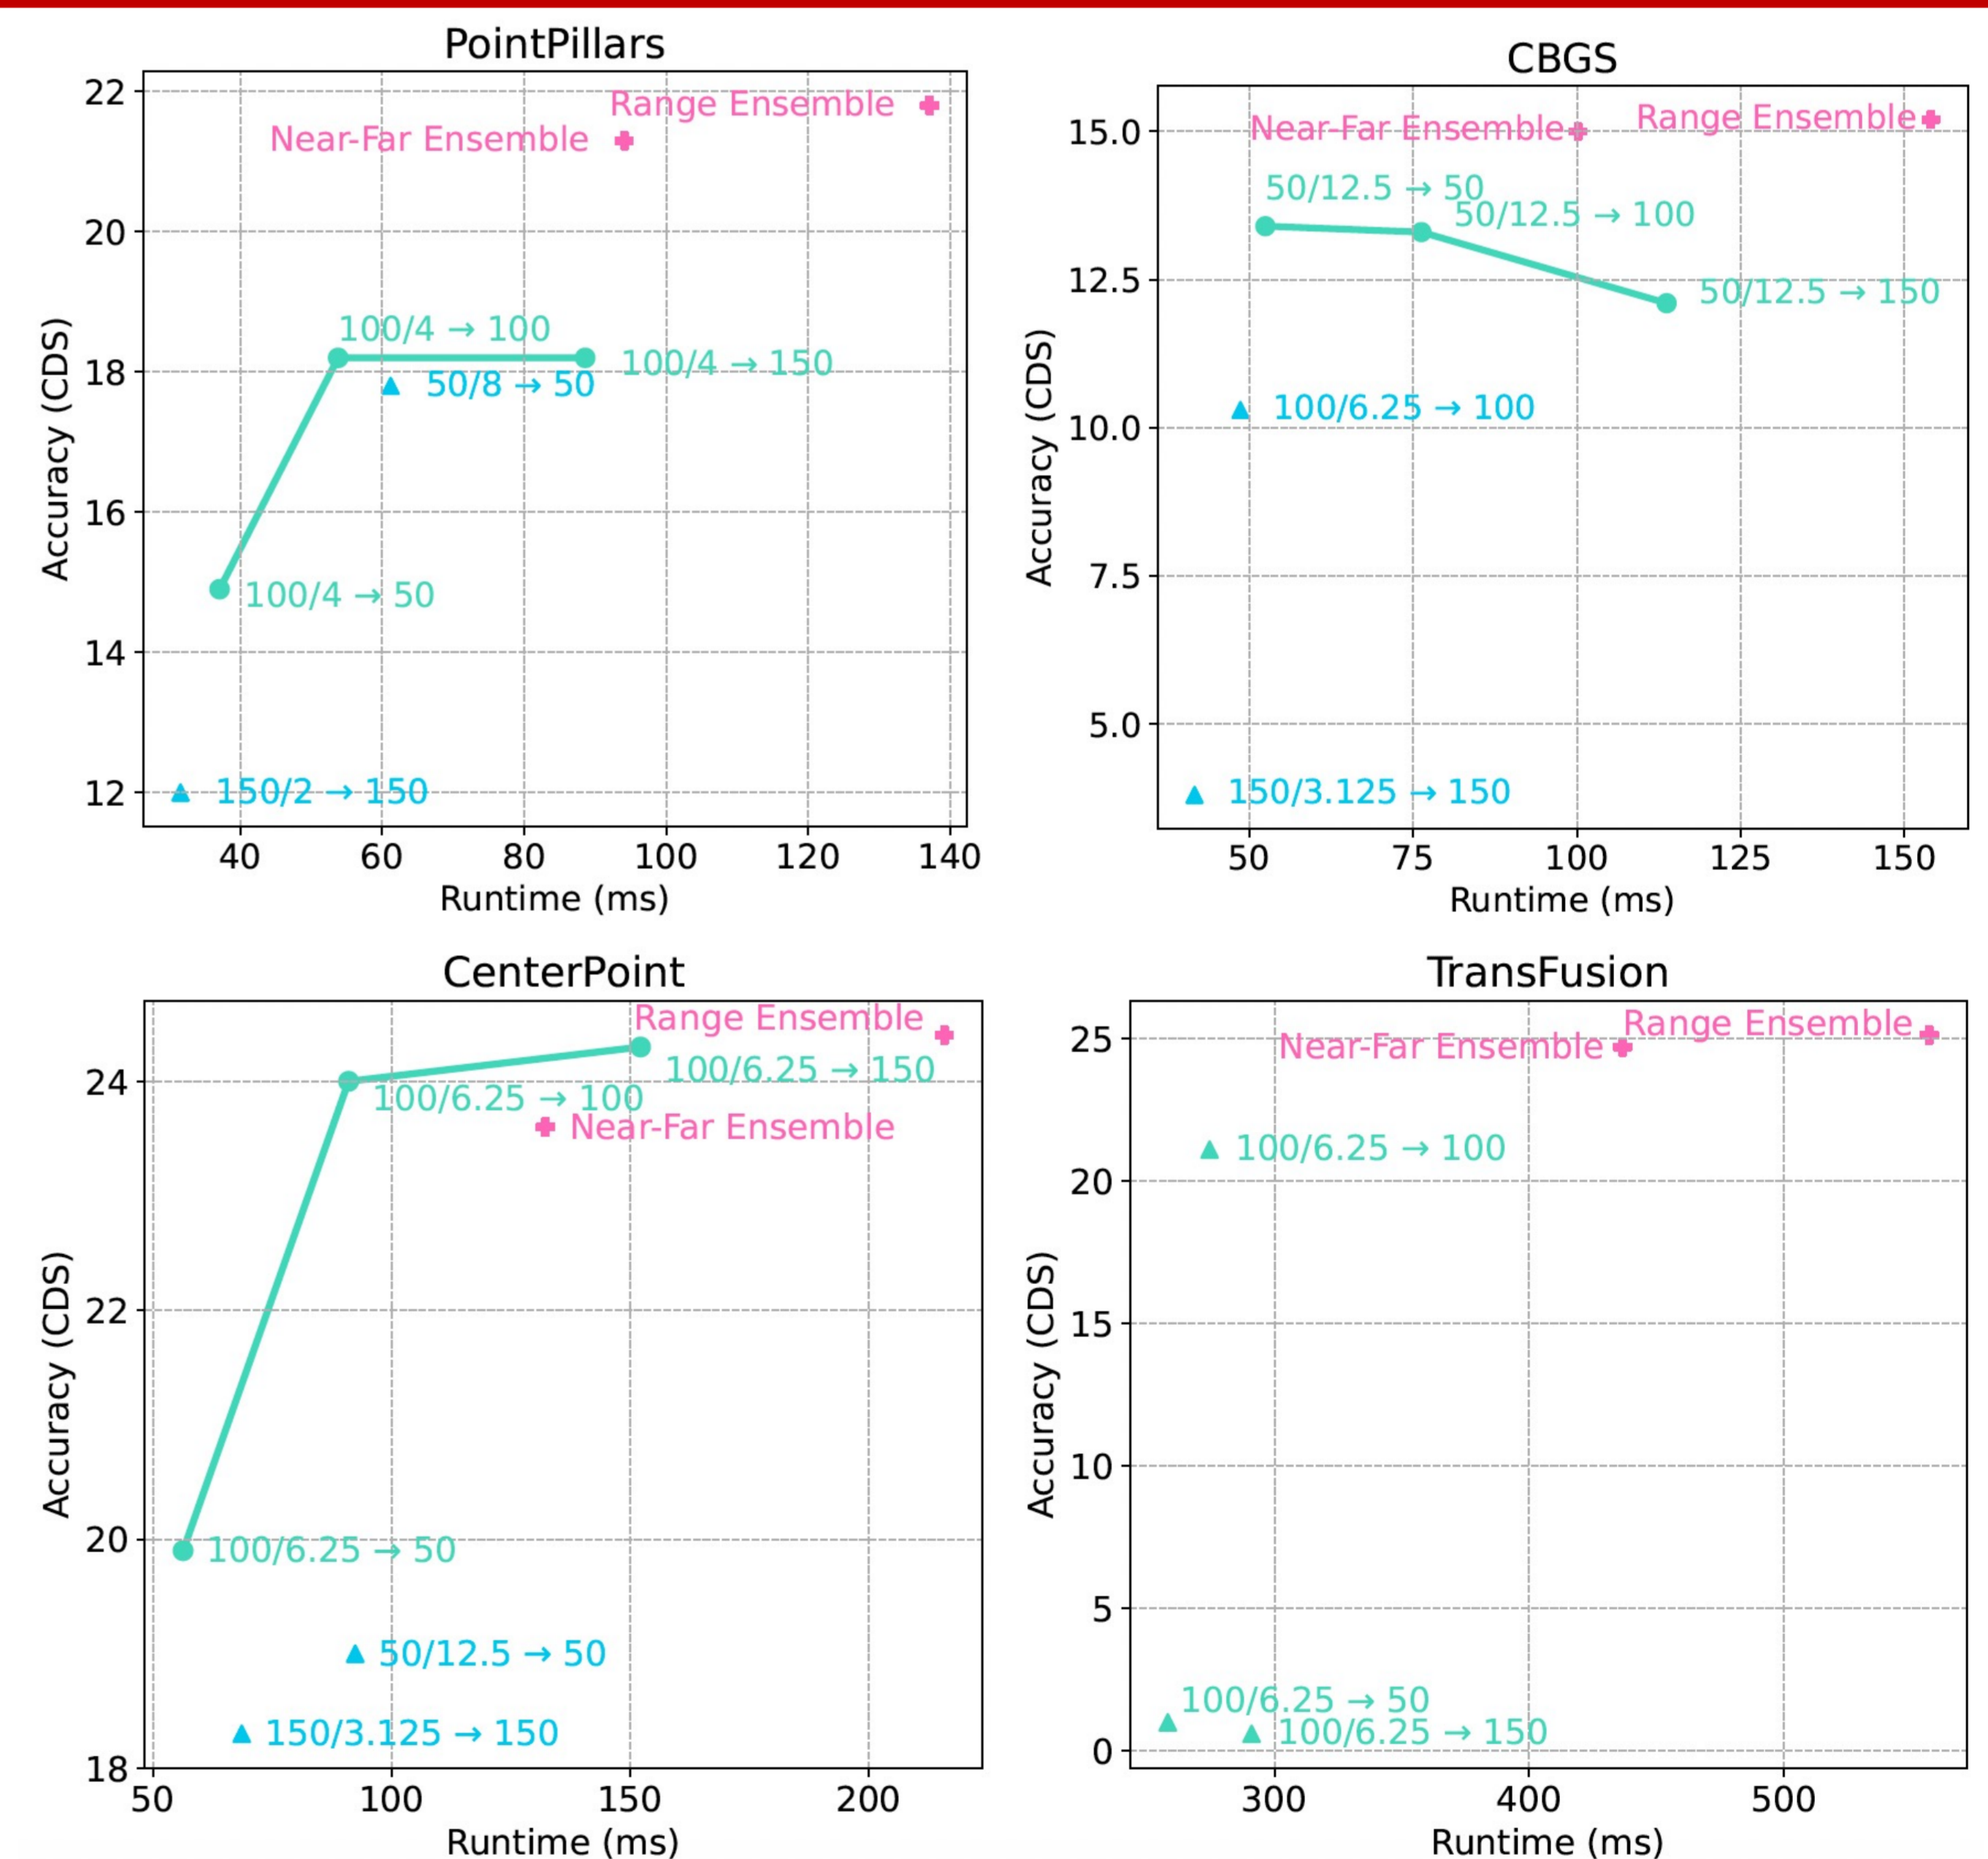 PointPillars
22
20
18
16
14
12
Accuracy (CDS)
Range Ensemble
Near-Far Ensemble
100/4 → 100
100/4 → 150
50/8 → 50
100/4 → 50
150/2 → 150
40 60 80 100 120 140
Runtime (ms)
CBGS
15.0
12.5
10.0
7.5
5.0
Accuracy (CDS)
Near-Far Ensemble
Range Ensemble
50/12.5 → 50
50/12.5 → 100
50/12.5 → 150
100/6.25 → 100
150/3.125 → 150
50 75 100 125 150
Runtime (ms)
CenterPoint
24
22
20
18
Accuracy (CDS)
Range Ensemble
100/6.25 → 150
100/6.25 → 100
Near-Far Ensemble
100/6.25 → 50
50/12.5 → 50
150/3.125 → 150
50 100 150 200
Runtime (ms)
TransFusion
25
20
15
10
5
0
Accuracy (CDS)
Range Ensemble
Near-Far Ensemble
100/6.25 → 100
100/6.25 → 50
100/6.25 → 150
300 400 500
Runtime (ms)